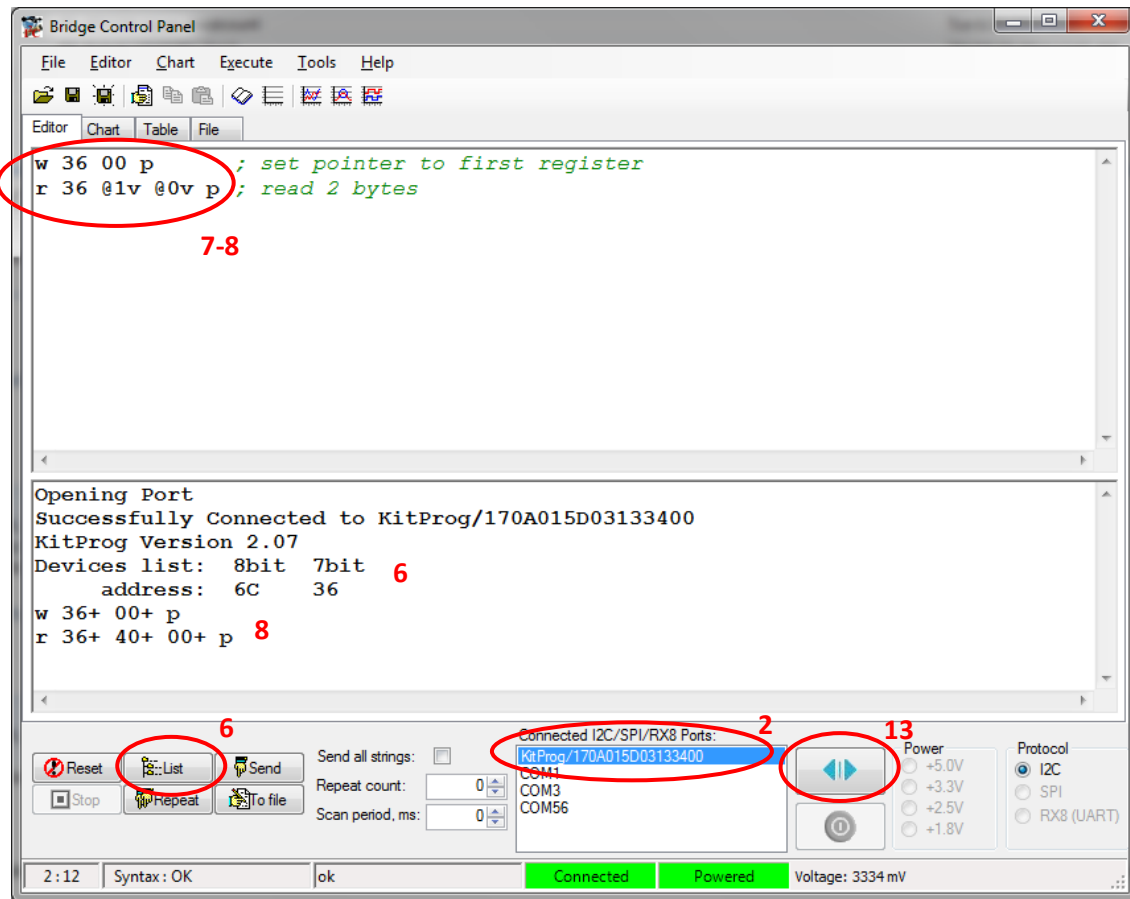 Bridge Control Panel
File Editor Chart Execute Tools Help
Editor Chart Table File
w 36 00 p ; set pointer to first register
r 36 @1v @0v p ; read 2 bytes
7-8
Opening Port
Successfully Connected to KitProg/170A015D03133400
KitProg Version 2.07
Devices list: 8bit 7bit
6
address: 6C 36
w 36+ 00+ p
r 36+ 40+ 00+ p
8
6
Reset List Send
Stop Repeat To file
Send all strings:
Repeat count: 0
Scan period, ms: 0
Connected I2C/SPI/RX8 Ports:
2
KitProg/170A015D03133400
COM1
COM3
COM56
13
Power
+5.0V
+3.3V
+2.5V
+1.8V
Protocol
I2C
SPI
RX8 (UART)
2:12 Syntax : OK ok Connected Powered Voltage: 3334 mV